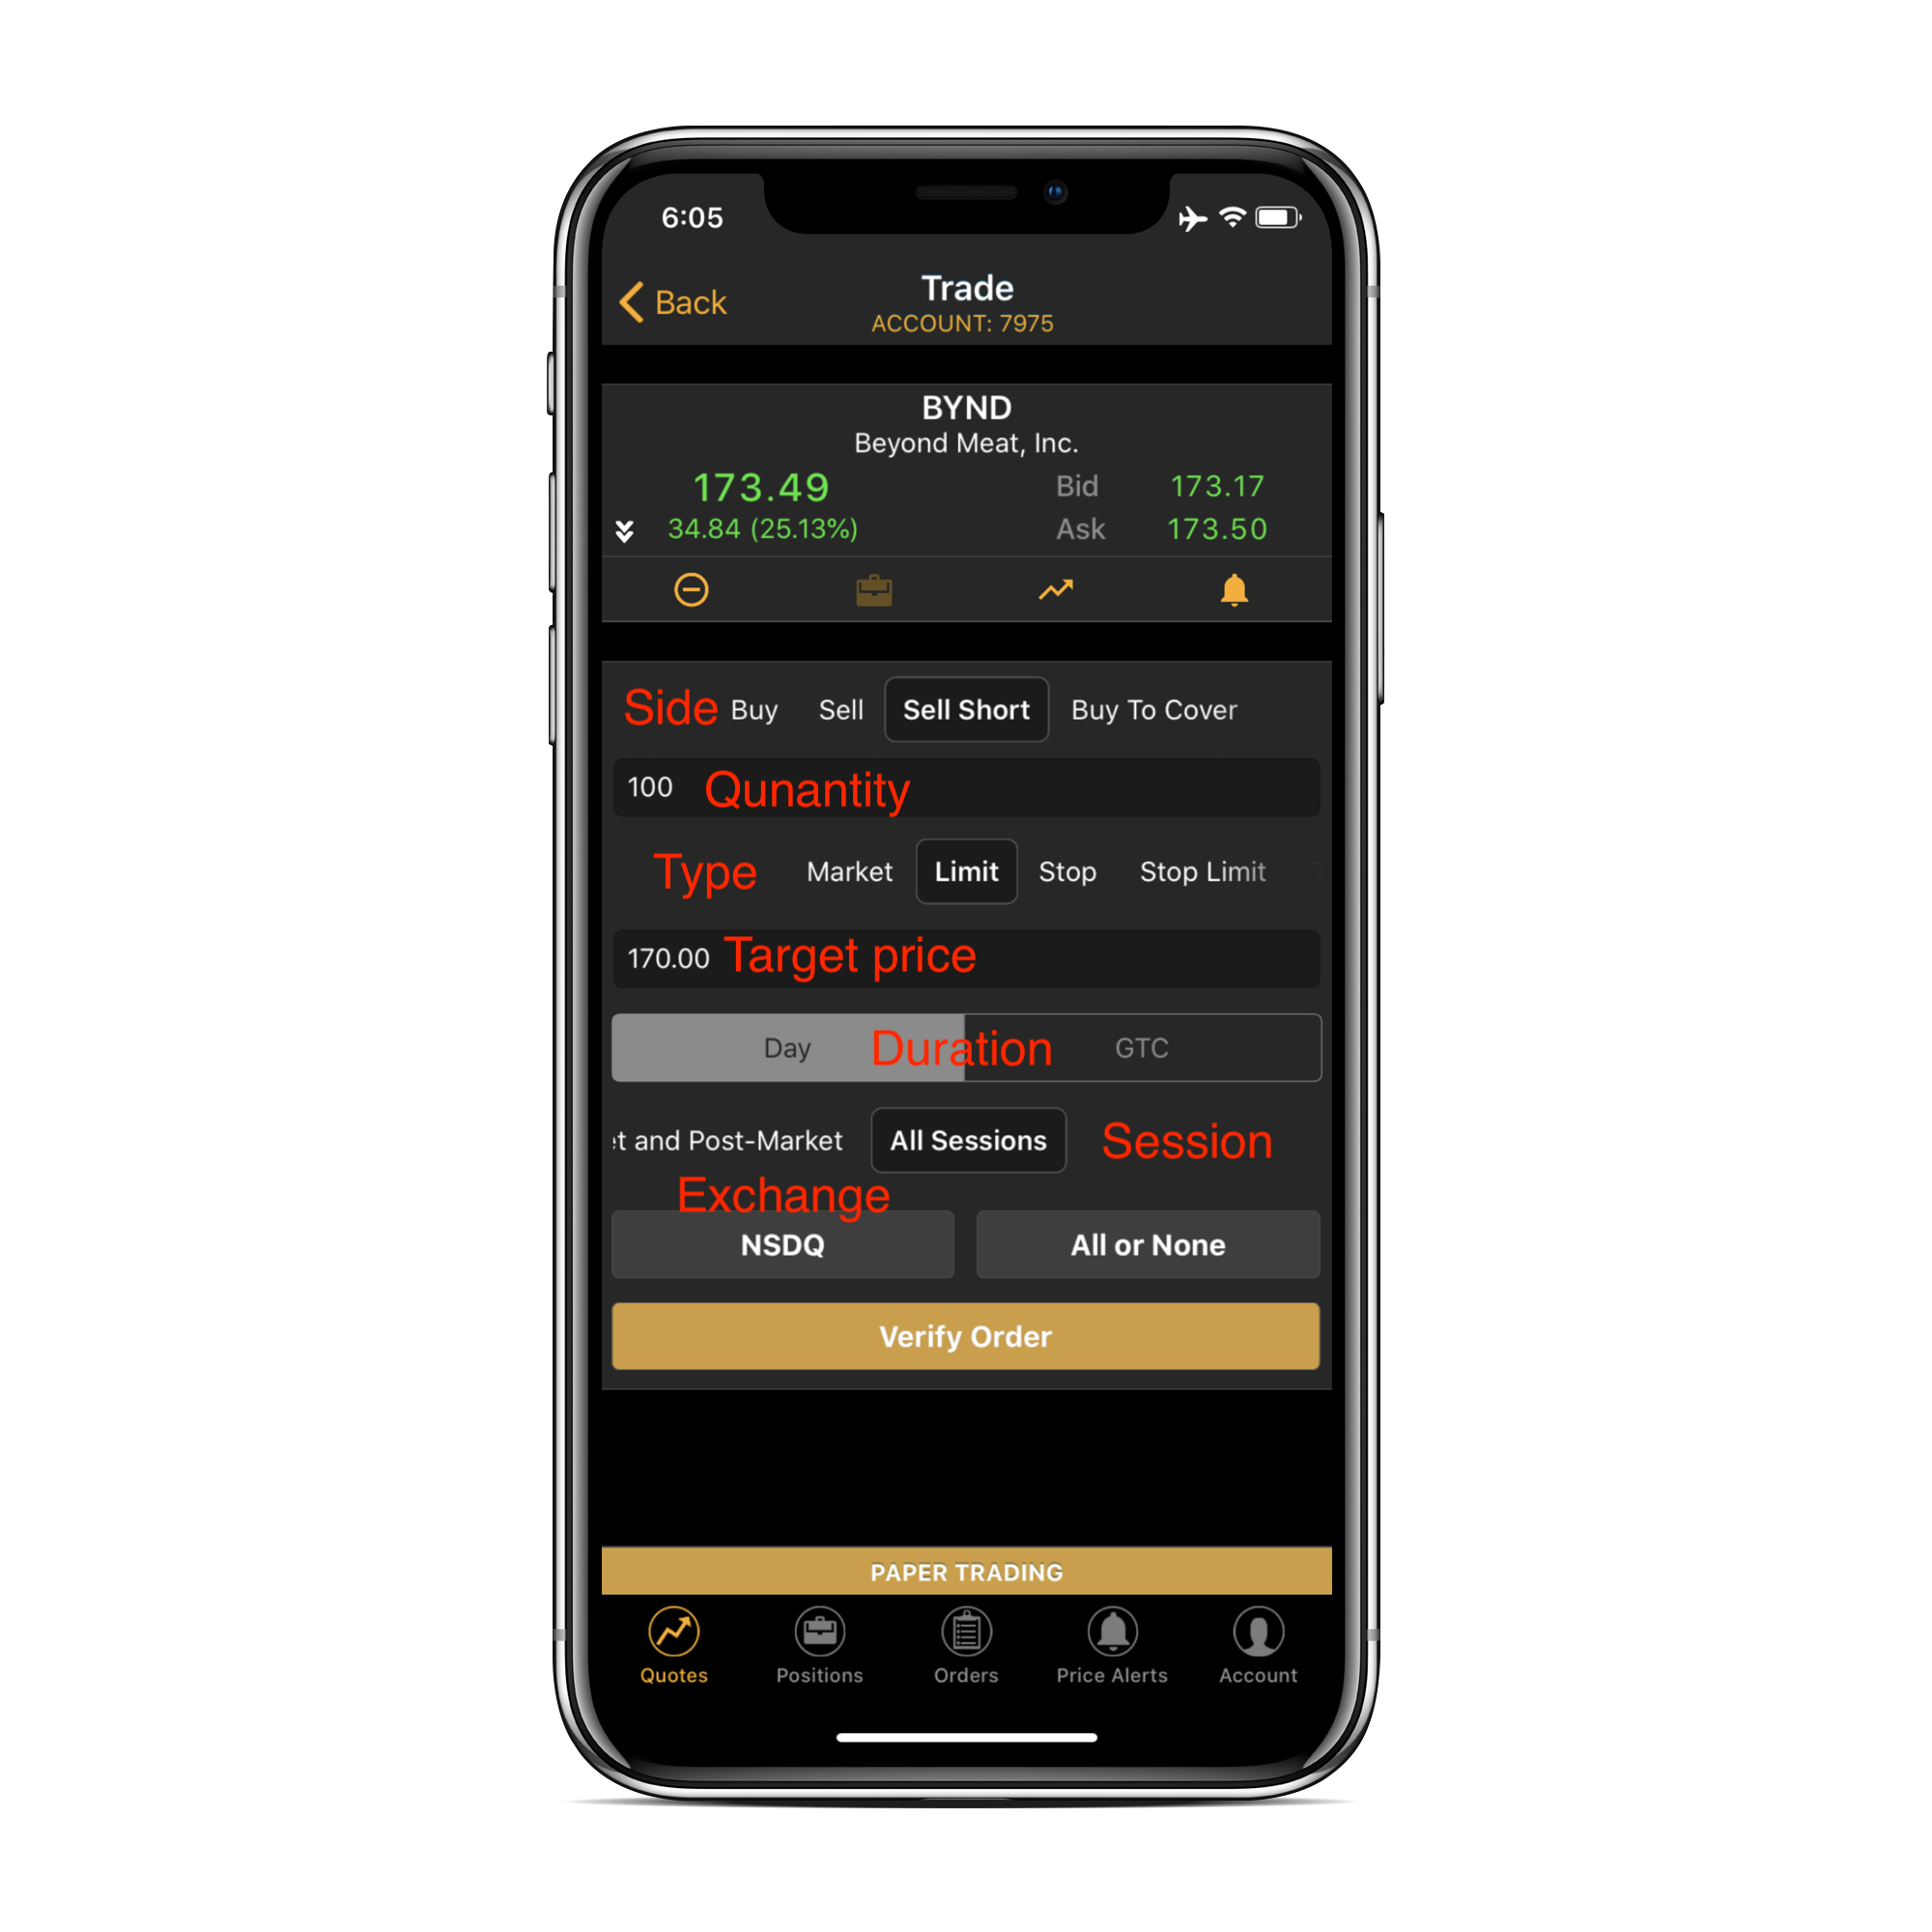 6:05
Back
Trade
ACCOUNT: 7975
BYND
Beyond Meat, Inc.
173.49
Bid 173.17
34.84 (25.13%)
Ask 173.50
Side Buy Sell Sell Short Buy To Cover
100 Qunantity
Type Market Limit Stop Stop Limit
170.00 Target price
Day Duration GTC
et and Post-Market All Sessions Session
Exchange
NSDQ All or None
Verify Order
PAPER TRADING
Quotes Positions Orders Price Alerts Account